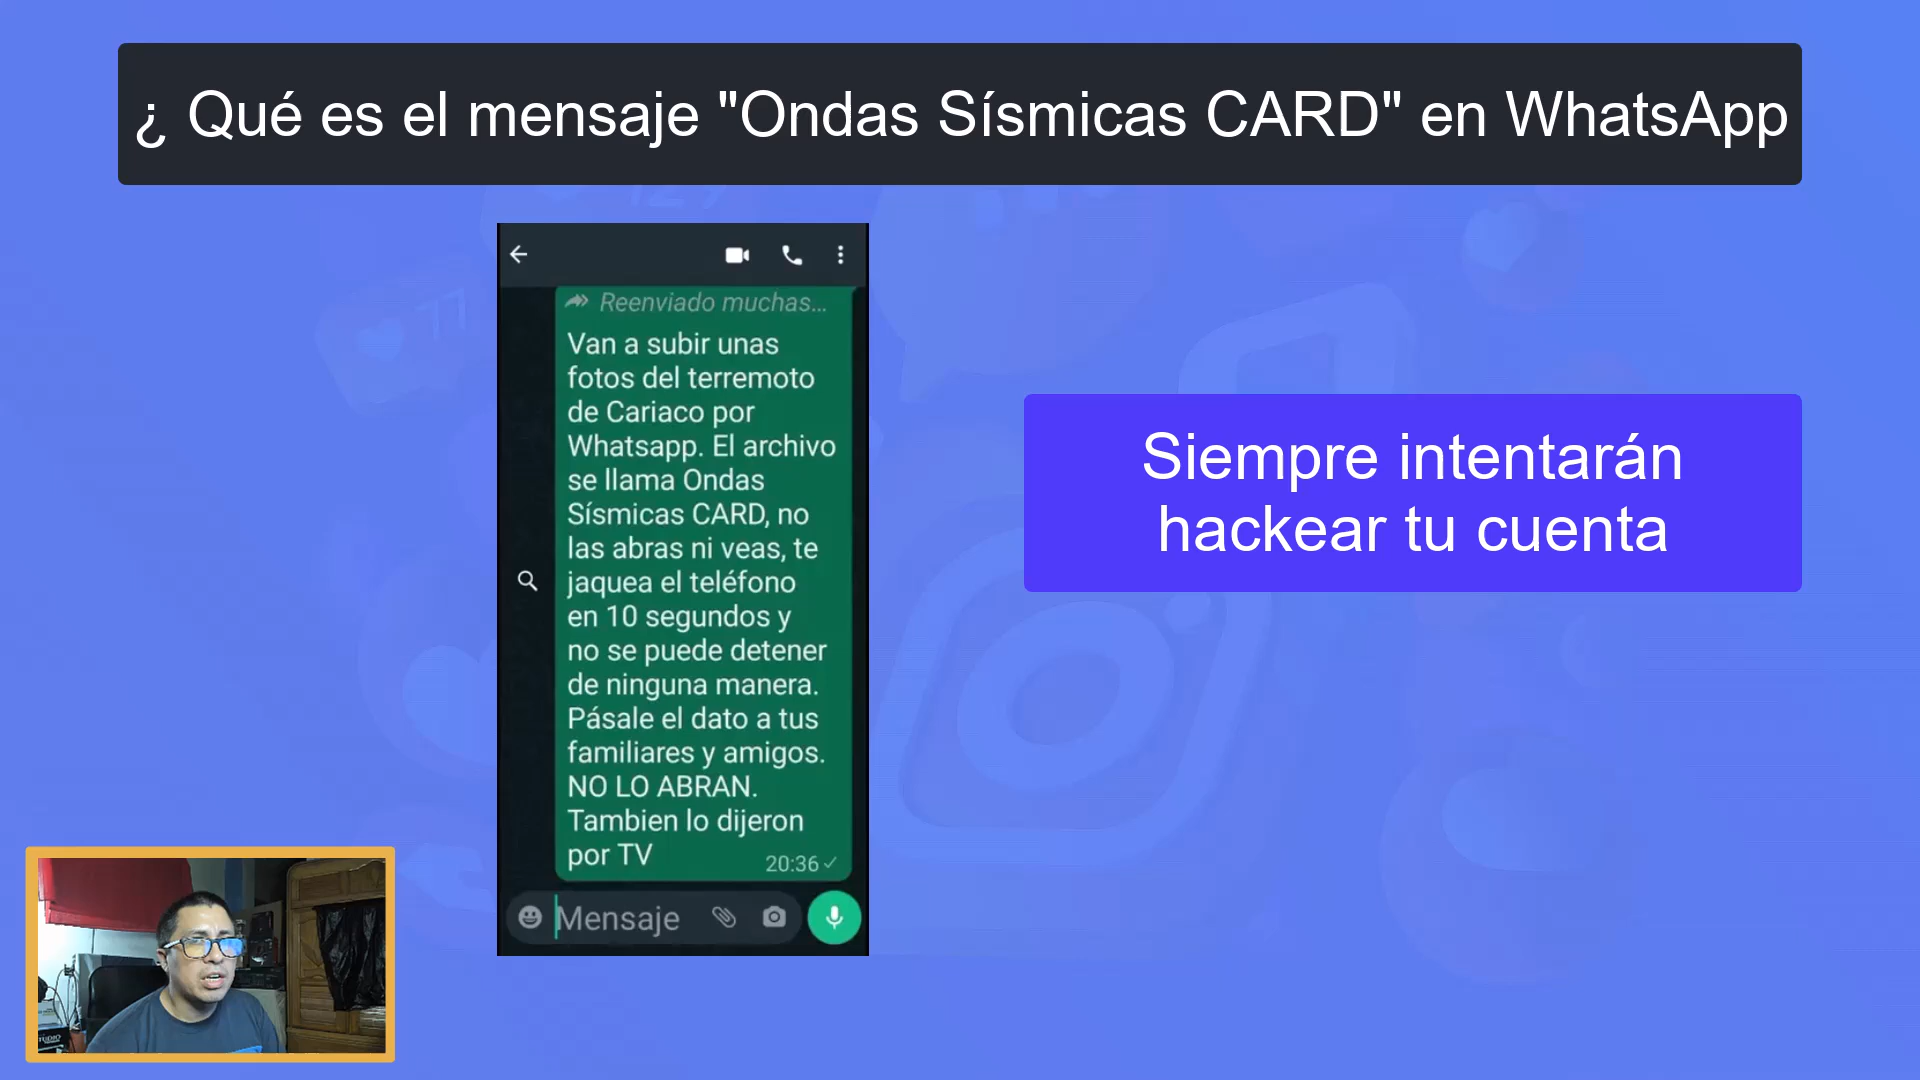 ¿ Qué es el mensaje "Ondas Sísmicas CARD" en WhatsApp
Reenviado muchas...
Van a subir unas
fotos del terremoto
de Cariaco por
Whatsapp. El archivo
se llama Ondas
Sísmicas CARD, no
las abras ni veas, te
jaquea el teléfono
en 10 segundos y
no se puede detener
de ninguna manera.
Pásale el dato a tus
familiares y amigos.
NO LO ABRAN.
Tambien lo dijeron
por TV
20:36
Mensaje
Siempre intentarán
hackear tu cuenta
77